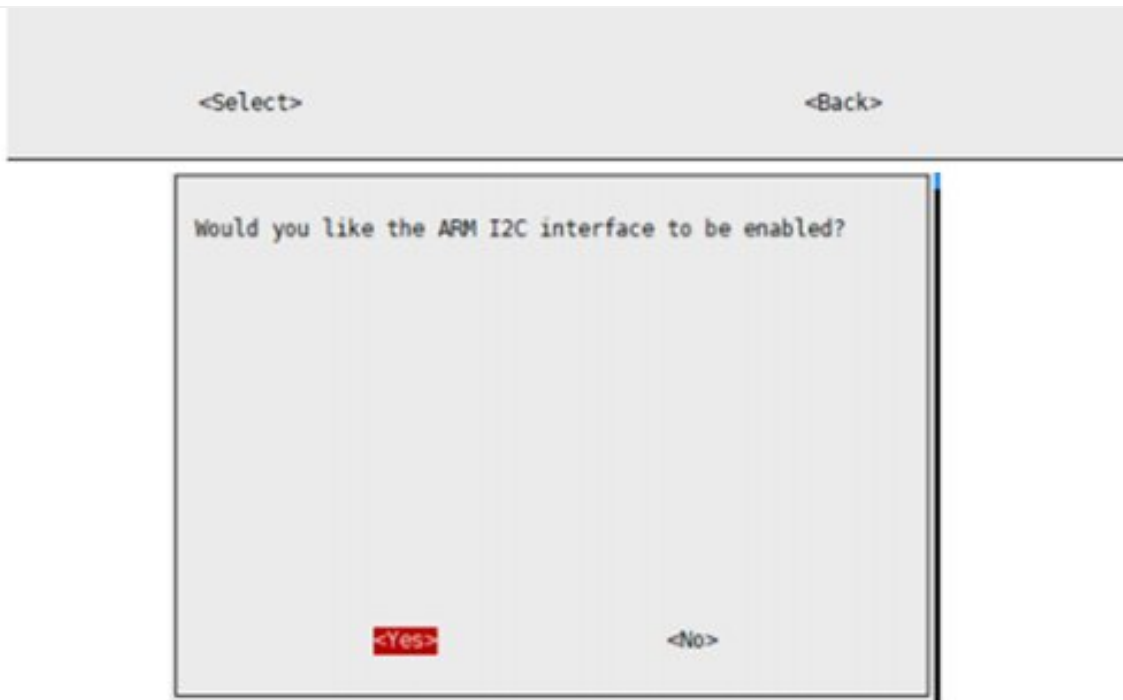 <Select> <Back>
Would you like the ARM I2C interface to be enabled?
<Yes> <No>